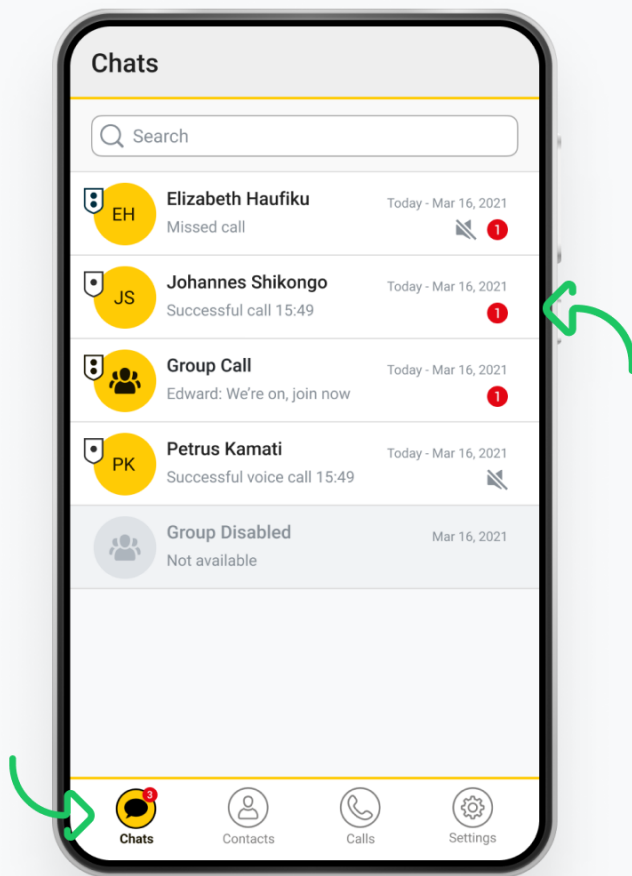 Chats
Search
EH
Elizabeth Haufiku
Today - Mar 16, 2021
Missed call
1
JS
Johannes Shikongo
Today - Mar 16, 2021
Successful call 15:49
1
Group Call
Today - Mar 16, 2021
Edward: We're on, join now
1
PK
Petrus Kamati
Today - Mar 16, 2021
Successful voice call 15:49
Group Disabled
Mar 16, 2021
Not available
3
Chats
Contacts
Calls
Settings